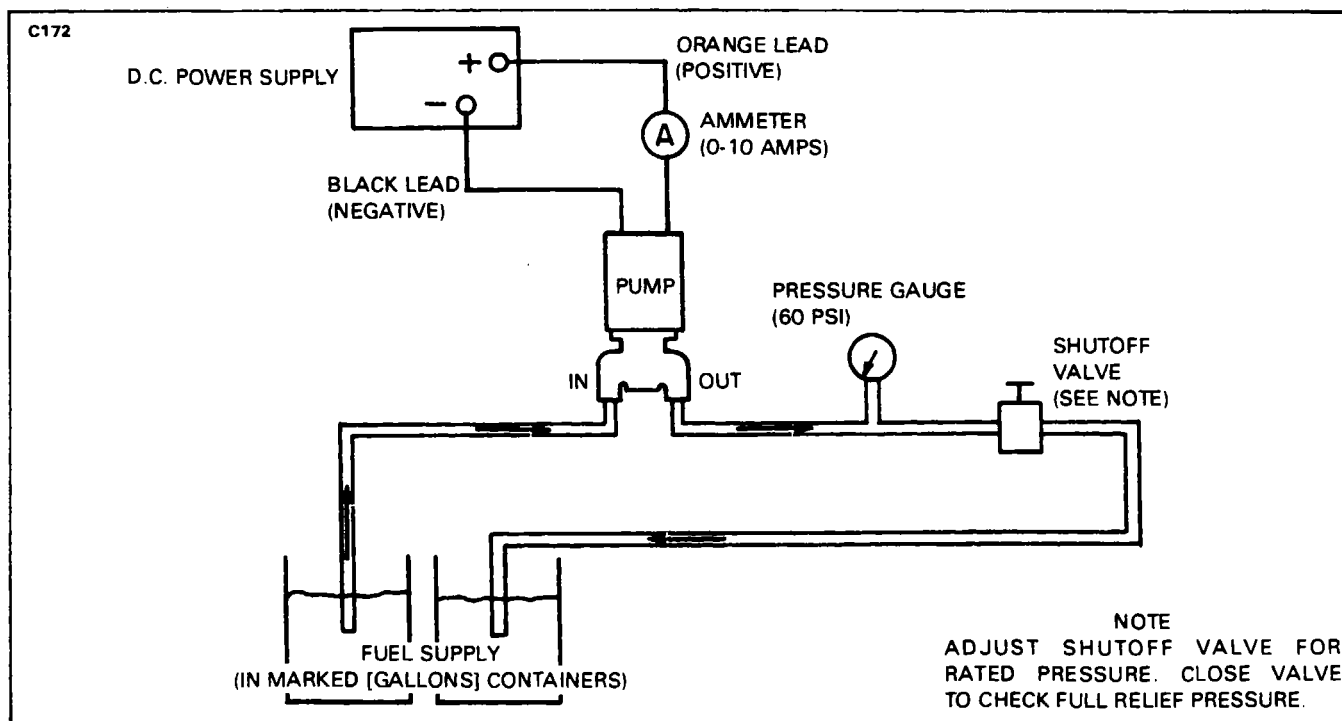 C172
D.C. POWER SUPPLY
+
−
ORANGE LEAD
(POSITIVE)
A
AMMETER
(0-10 AMPS)
BLACK LEAD
(NEGATIVE)
PUMP
PRESSURE GAUGE
(60 PSI)
IN
OUT
SHUTOFF
VALVE
(SEE NOTE)
FUEL SUPPLY
(IN MARKED [GALLONS] CONTAINERS)
NOTE
ADJUST SHUTOFF VALVE FOR
RATED PRESSURE. CLOSE VALVE
TO CHECK FULL RELIEF PRESSURE.